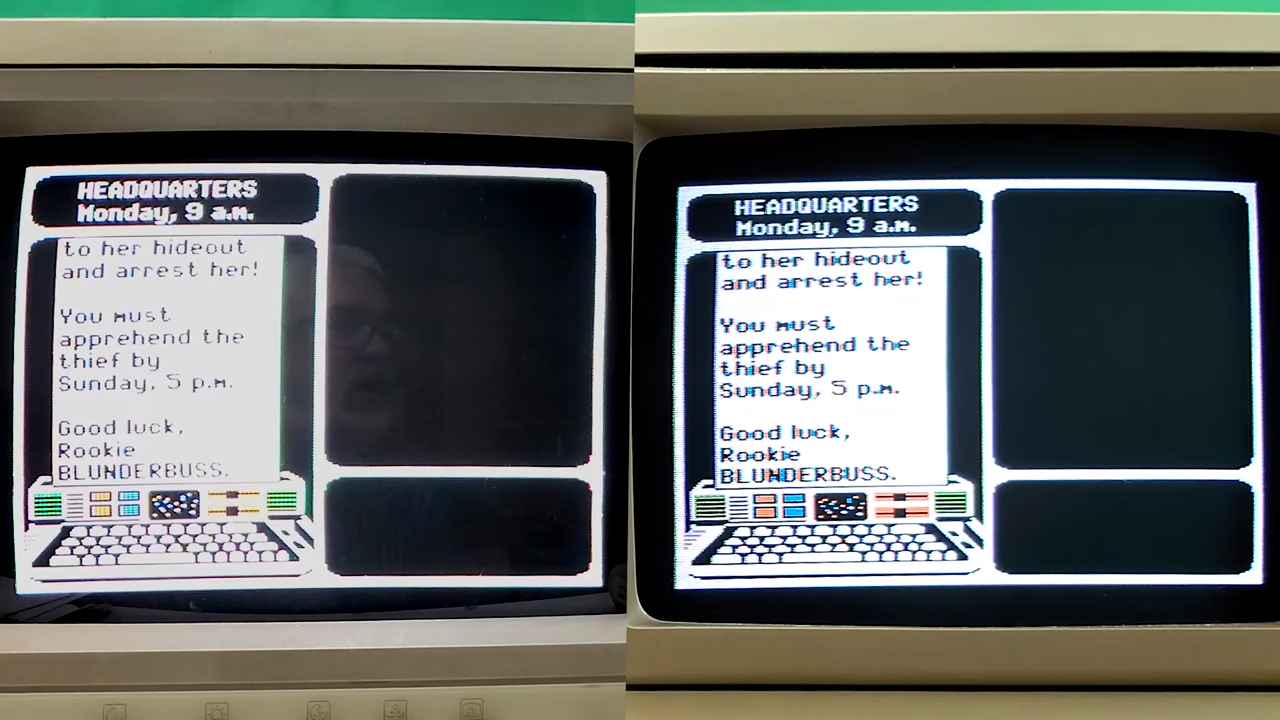 HEADQUARTERS
Monday, 9 a.m.
to her hideout
and arrest her!
You must
apprehend the
thief by
Sunday, 5 p.m.
Good luck,
Rookie
BLUNDERBUSS.
HEADQUARTERS
Monday, 9 a.m.
to her hideout
and arrest her!
You must
apprehend the
thief by
Sunday, 5 p.m.
Good luck,
Rookie
BLUNDERBUSS.